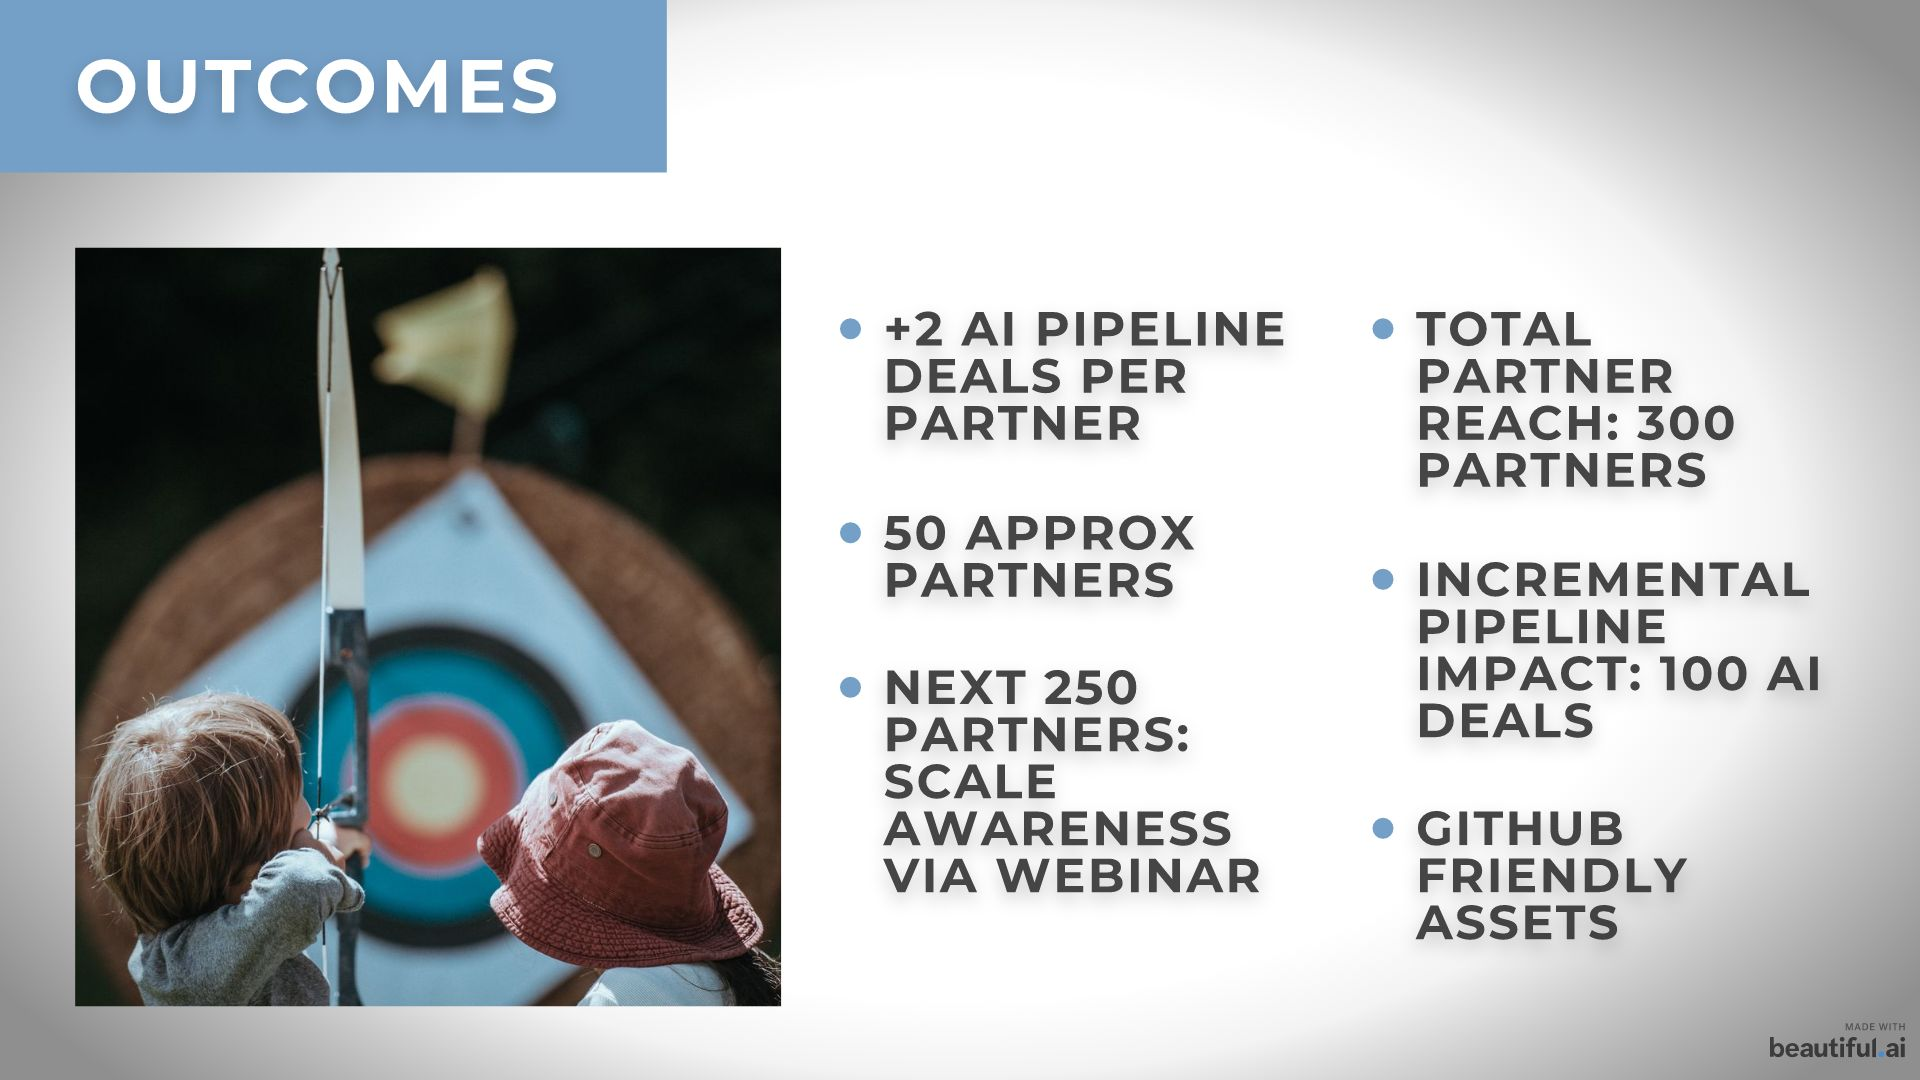 OUTCOMES
+2 AI PIPELINE
DEALS PER
PARTNER
50 APPROX
PARTNERS
NEXT 250
PARTNERS:
SCALE
AWARENESS
VIA WEBINAR
TOTAL
PARTNER
REACH: 300
PARTNERS
INCREMENTAL
PIPELINE
IMPACT: 100 AI
DEALS
GITHUB
FRIENDLY
ASSETS
MADE WITH
beautiful.ai